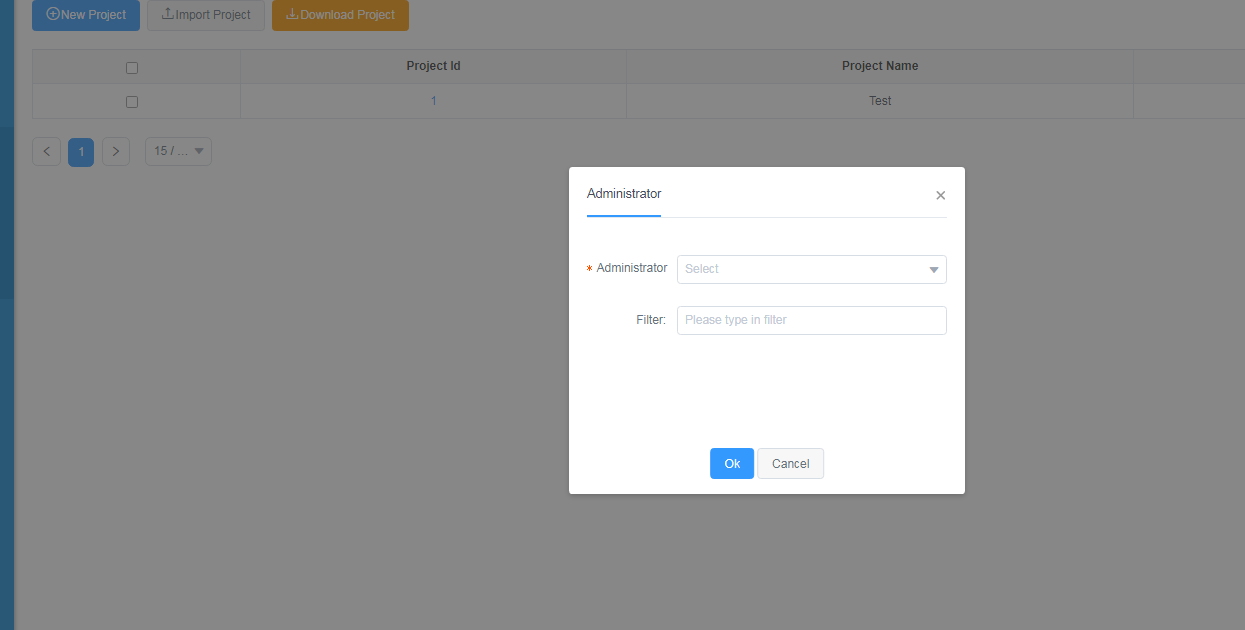 New Project Import Project Download Project
Project Id Project Name
1 Test
1 15 / ...
Administrator
* Administrator Select
Filter: Please type in filter
Ok Cancel